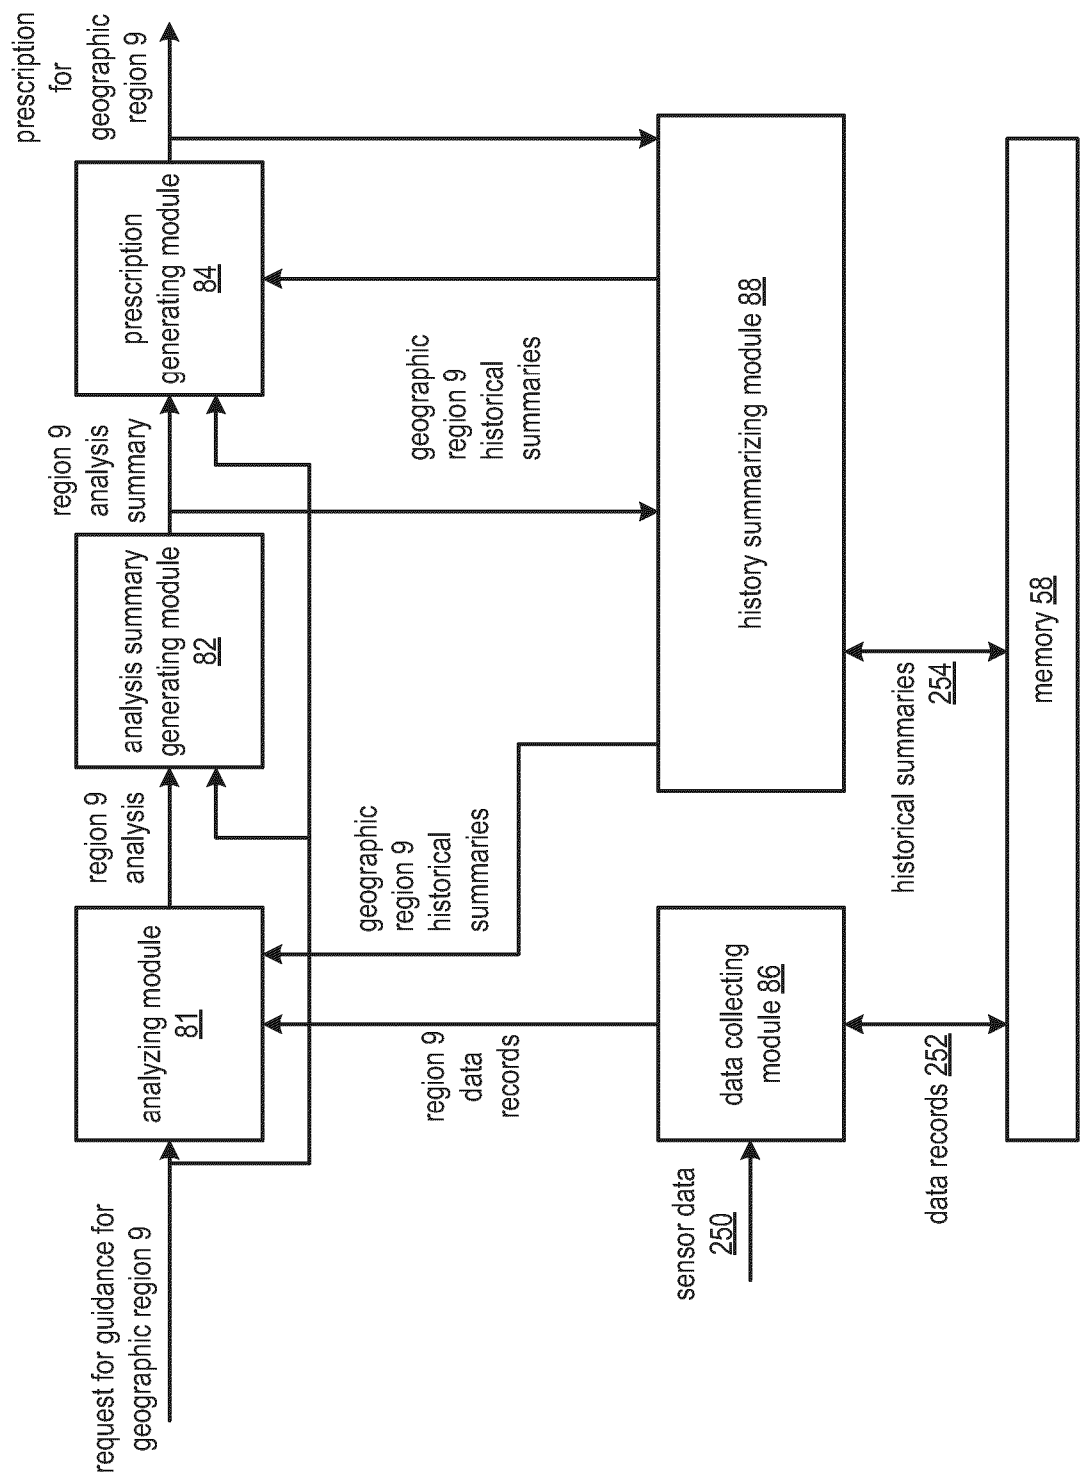 request for guidance for
geographic region 9
analyzing module
81
region 9
analysis
analysis summary
generating module
82
region 9
analysis
summary
prescription
generating module
84
prescription
for
geographic
region 9
region 9
data
records
geographic
region 9
historical
summaries
geographic
region 9
historical
summaries
sensor data
250
data collecting
module 86
history summarizing module 88
data records 252
historical summaries
254
memory 58